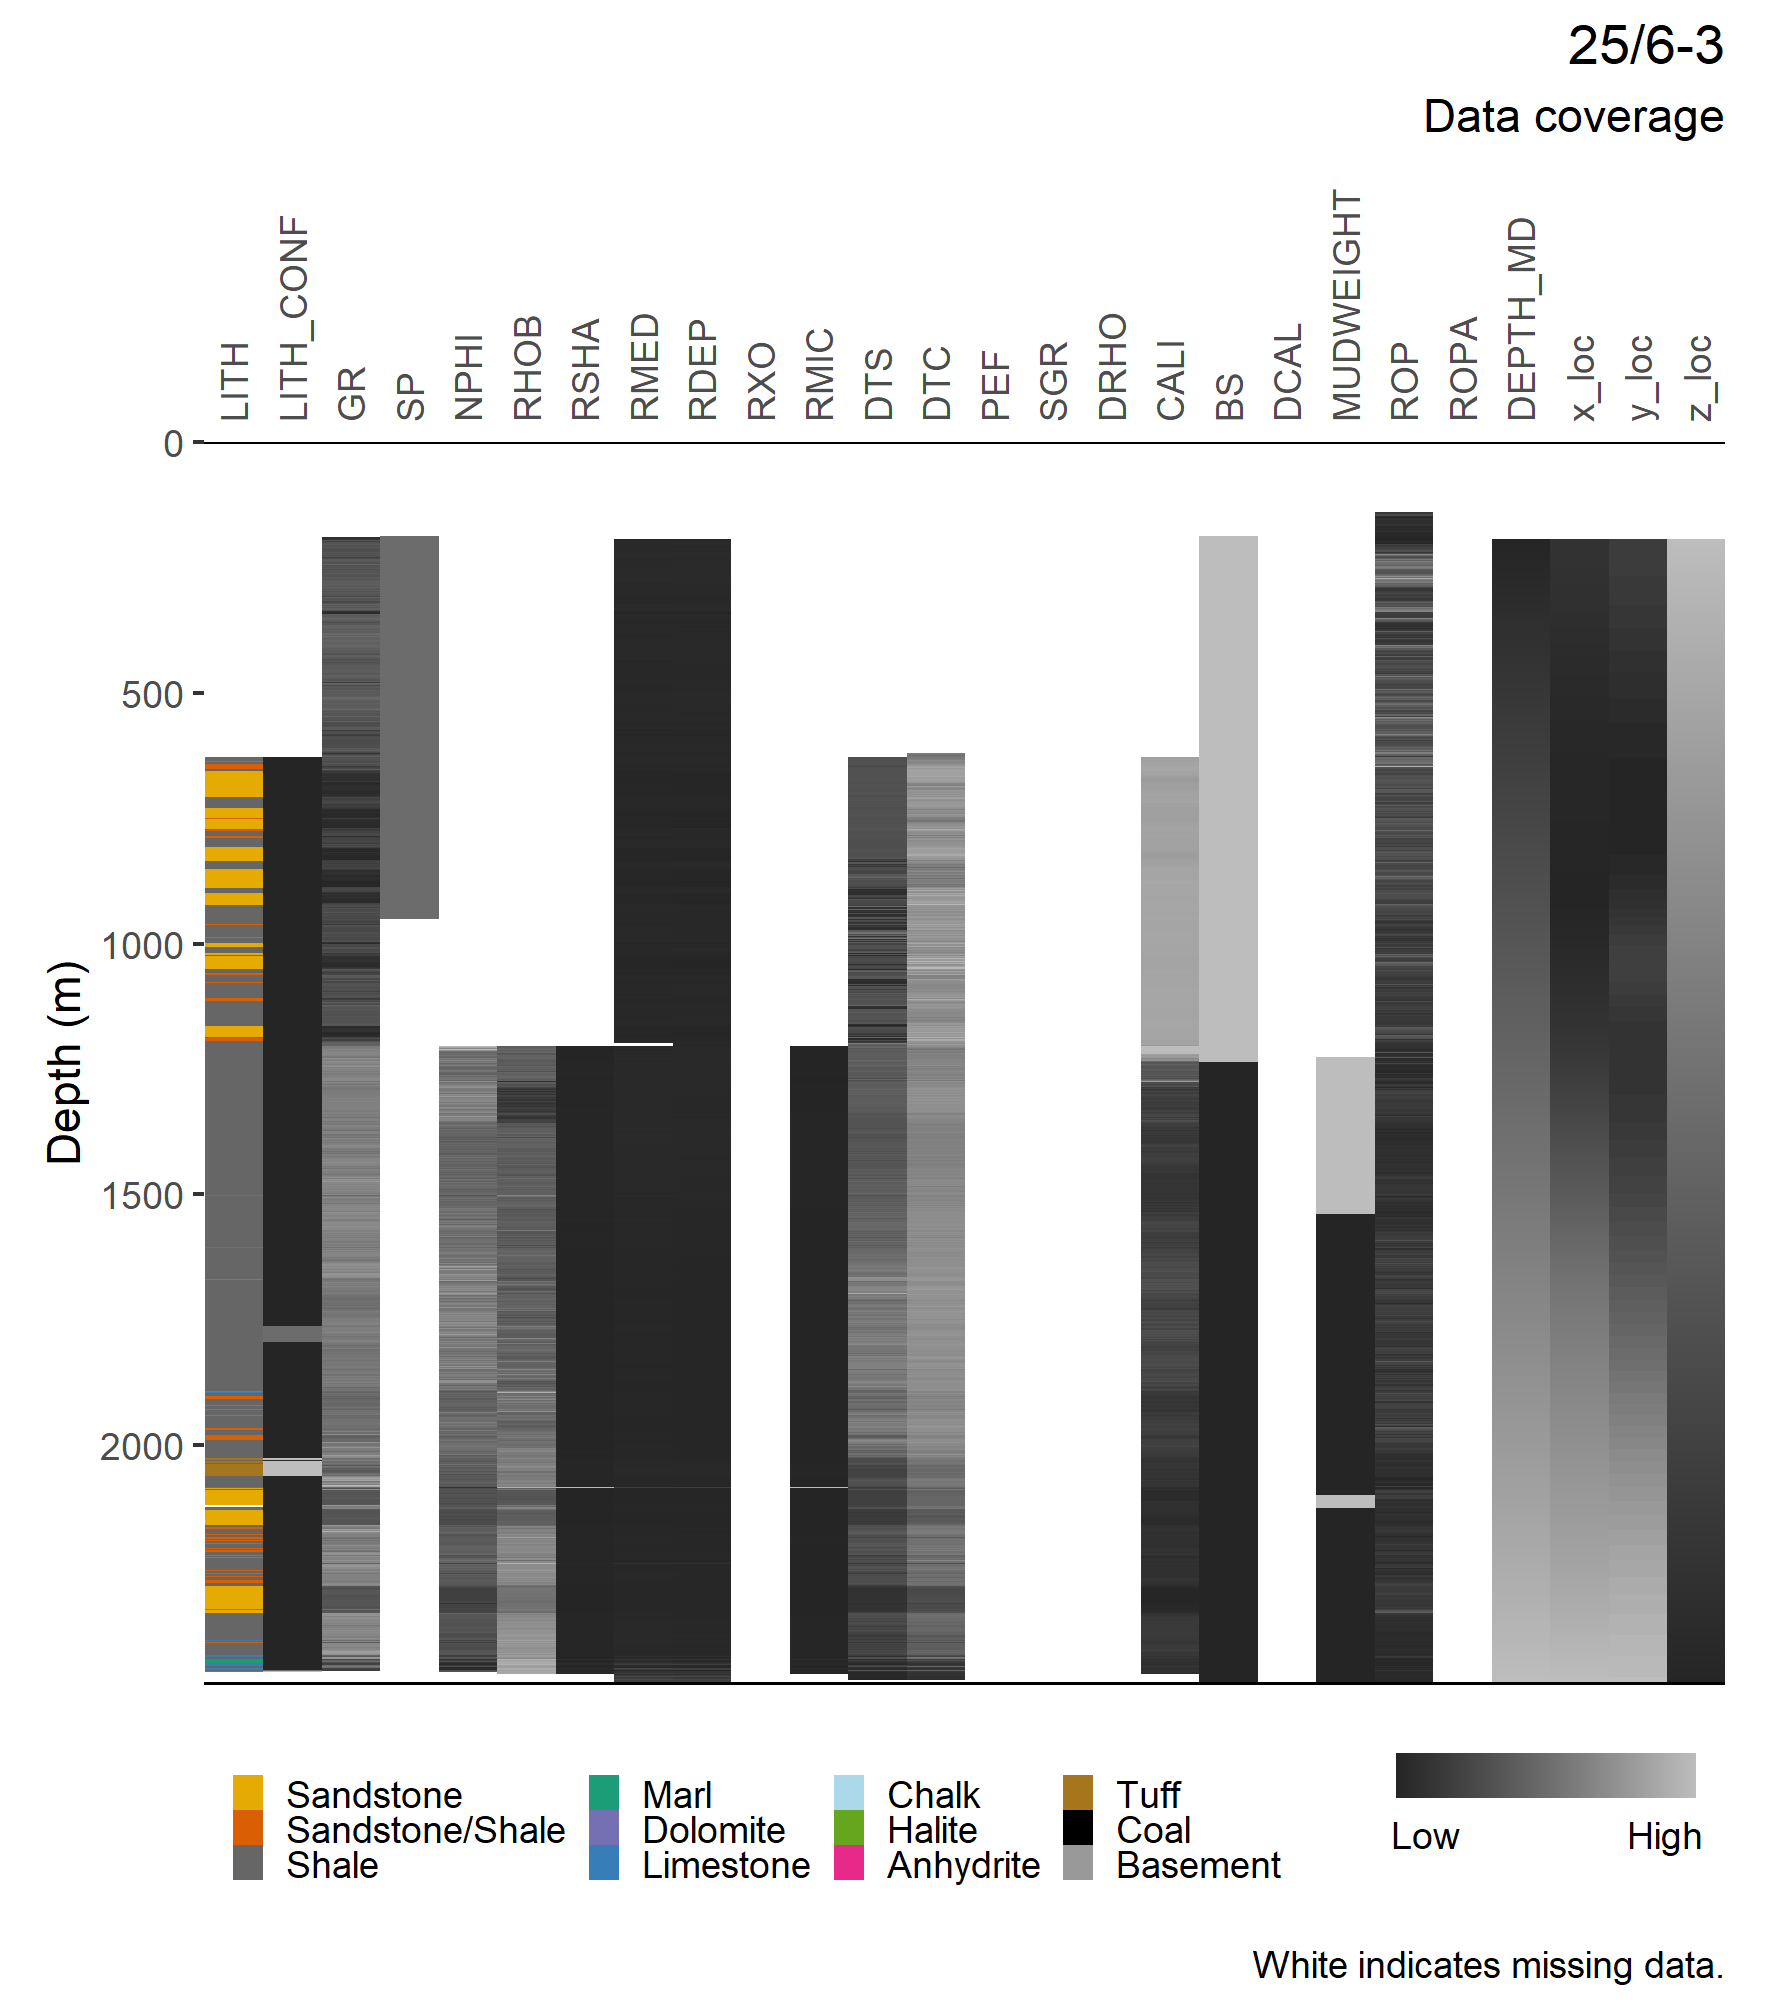 25/6-3
Data coverage
LITH
LITH_CONF
GR
SP
NPHI
RHOB
RSHA
RMED
RDEP
RXO
RMIC
DTS
DTC
PEF
SGR
DRHO
CALI
BS
DCAL
MUDWEIGHT
ROP
ROPA
DEPTH_MD
x_loc
y_loc
z_loc
0
500
1000
1500
2000
Depth (m)
Sandstone
Sandstone/Shale
Shale
Marl
Dolomite
Limestone
Chalk
Halite
Anhydrite
Tuff
Coal
Basement
Low High
White indicates missing data.